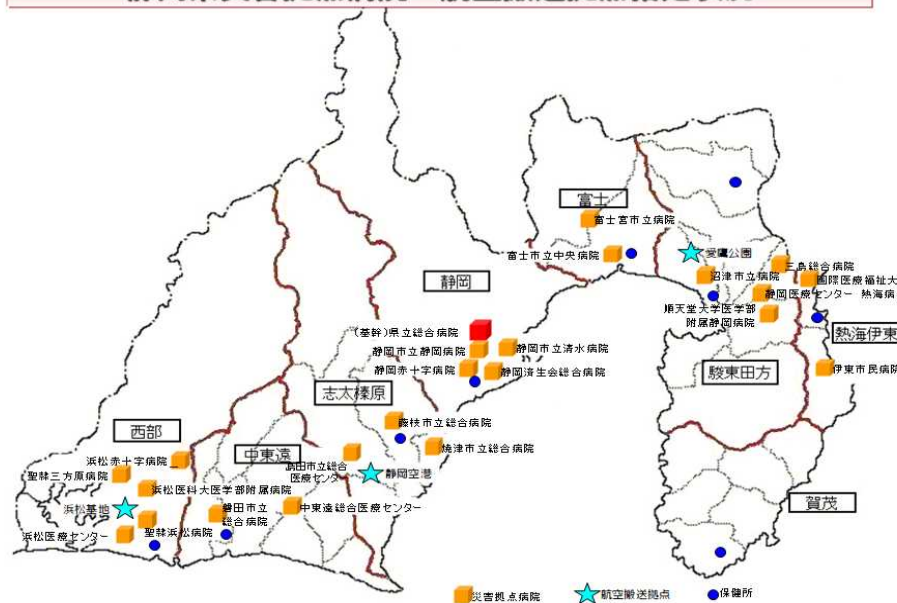 富士
富士宮市立病院
富士市立中央病院
愛鷹公園
三島総合病院
沼津市立病院
国際医療福祉大
静岡医療センター 熱海病
順天堂大学医学部
附属静岡病院
熱海伊東
駿東田方
伊東市民病院
賀茂
静岡
(基幹)県立総合病院
静岡市立静岡病院
静岡市立清水病院
静岡赤十字病院
静岡済生会総合病院
志太榛原
藤枝市立総合病院
焼津市立総合病院
島田市立総合
医療センター
静岡空港
西部
中東遠
浜松赤十字病院
聖隷三方原病院
浜松医科大医学部附属病院
浜松基地
磐田市立
総合病院
中東遠総合医療センター
聖隷浜松病院
浜松医療センター
災害拠点病院
航空搬送拠点
保健所